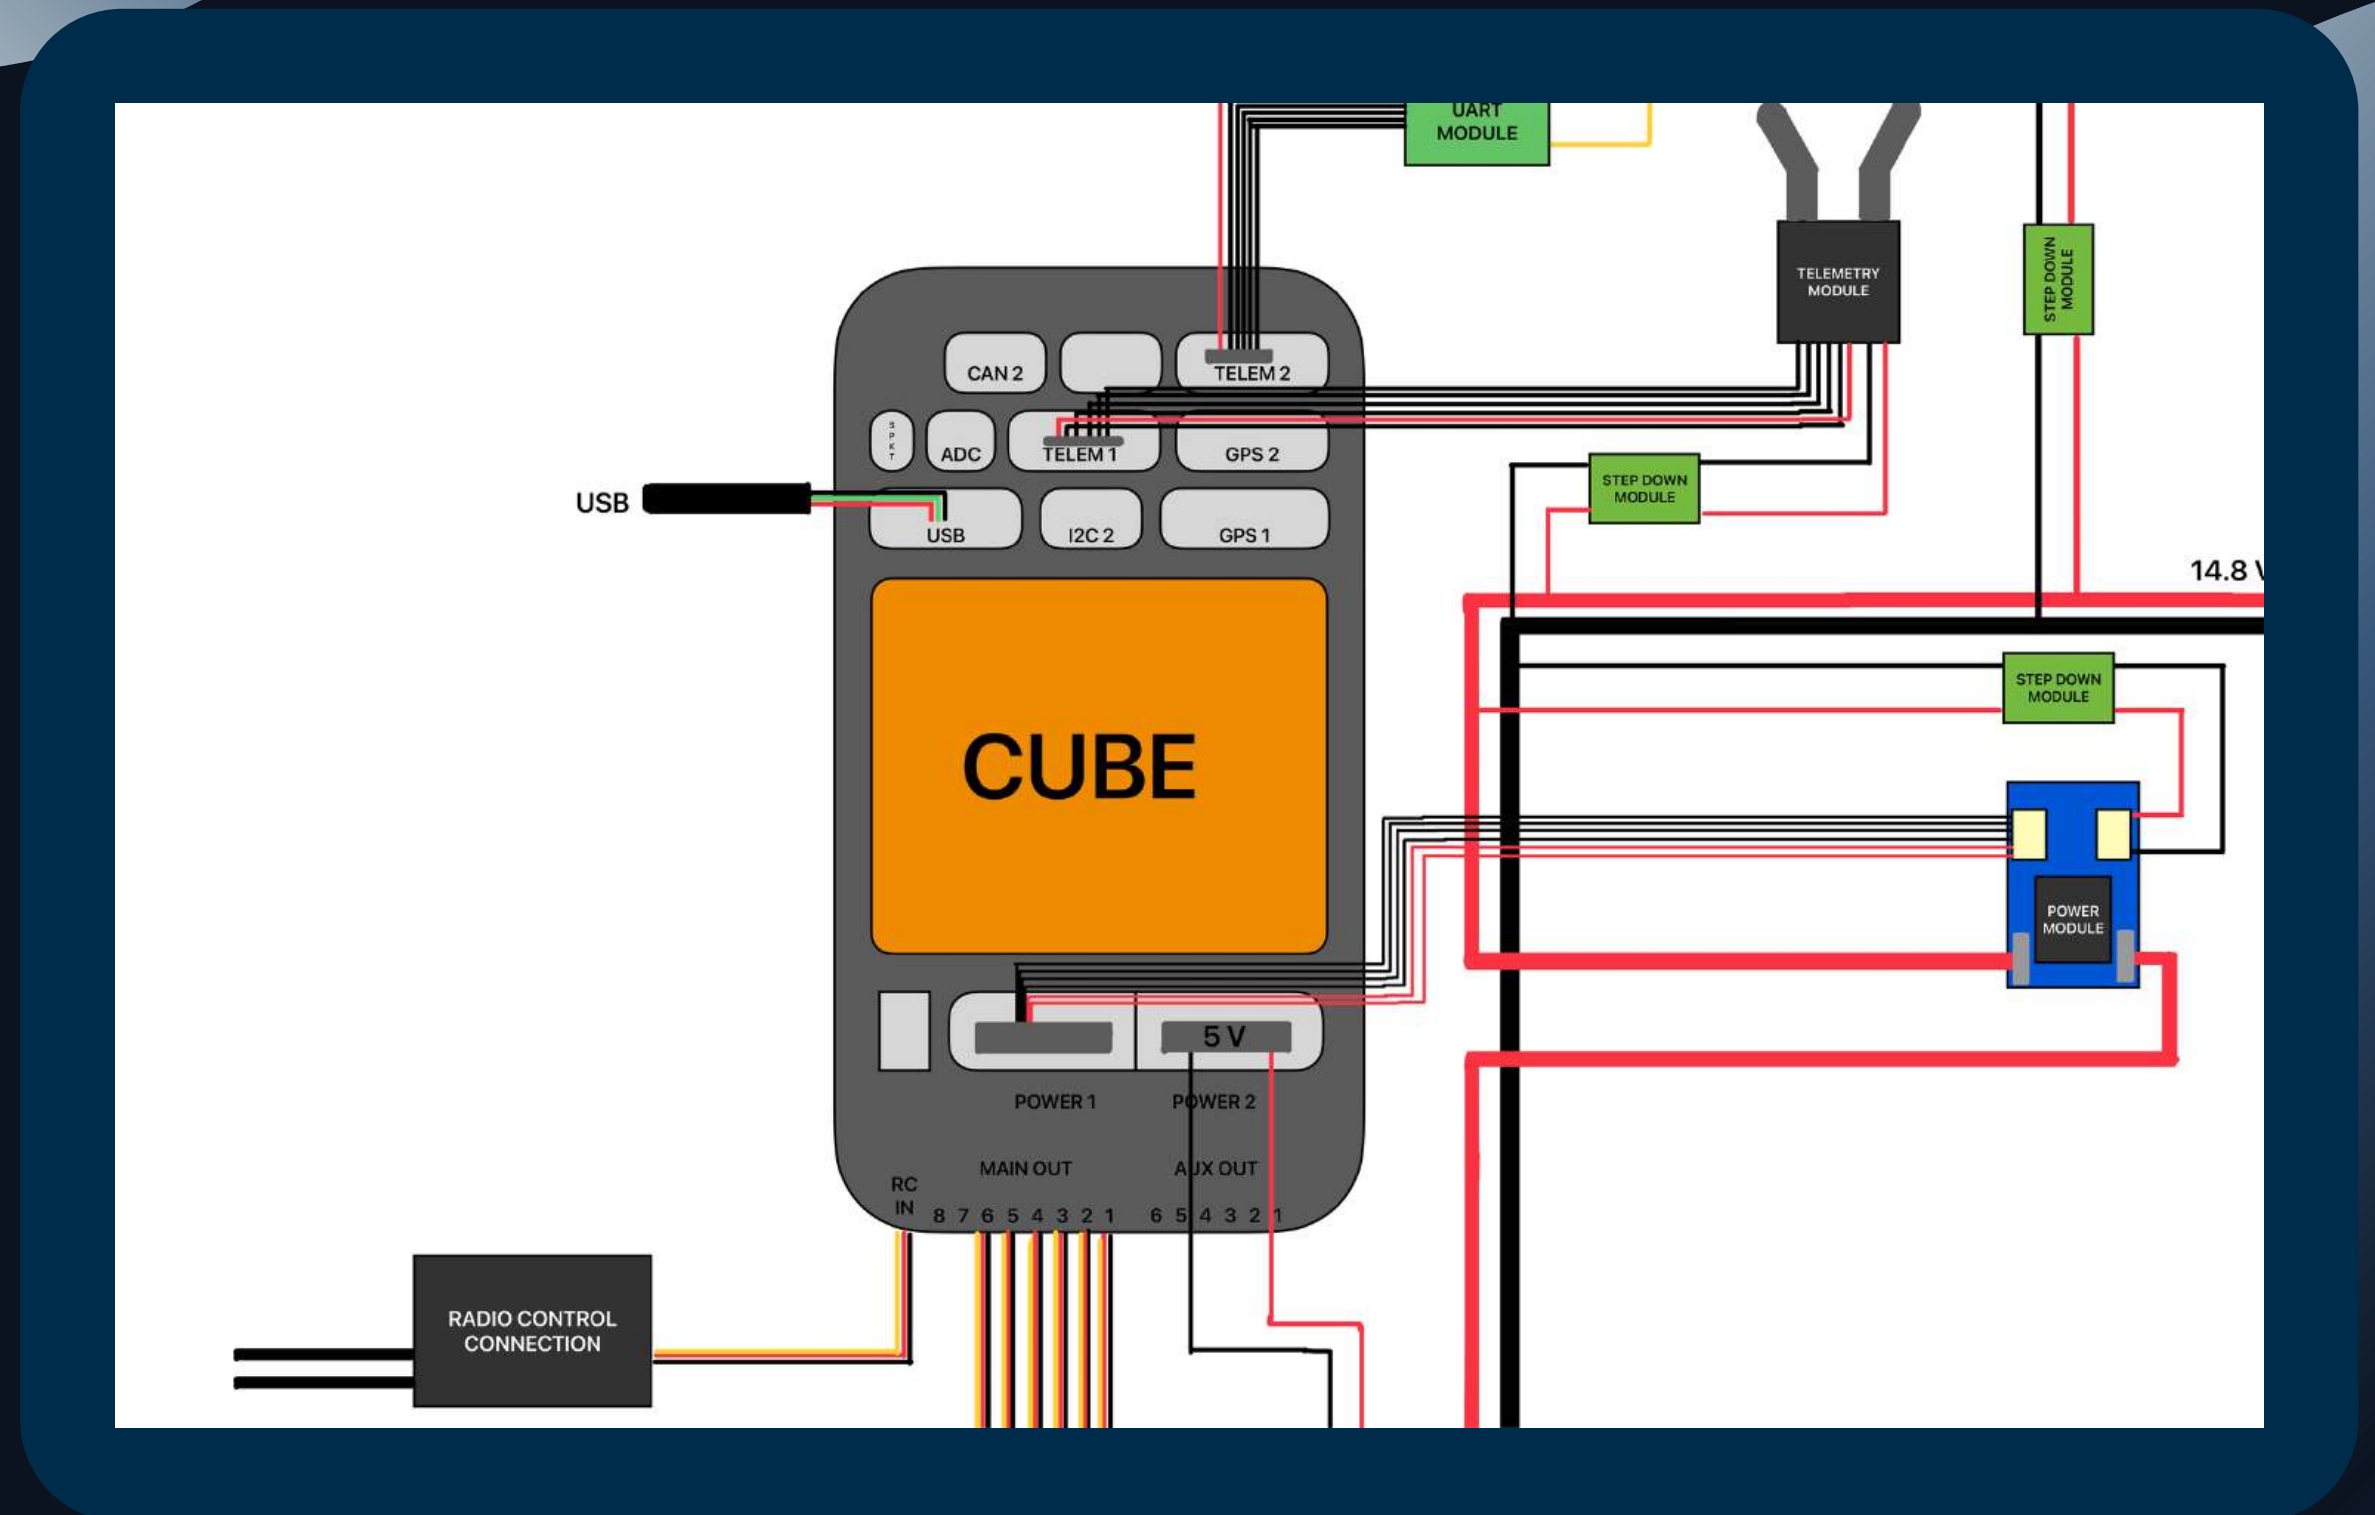 UART
MODULE
TELEMETRY
MODULE
STEP DOWN
MODULE
CAN 2
TELEM 2
S
P
K
T
ADC
TELEM 1
GPS 2
STEP DOWN
MODULE
USB
USB
I2C 2
GPS 1
14.8 V
STEP DOWN
MODULE
CUBE
POWER
MODULE
5 V
POWER 1
POWER 2
MAIN OUT
AUX OUT
RC
IN
8 7 6 5 4 3 2 1
6 5 4 3 2 1
RADIO CONTROL
CONNECTION